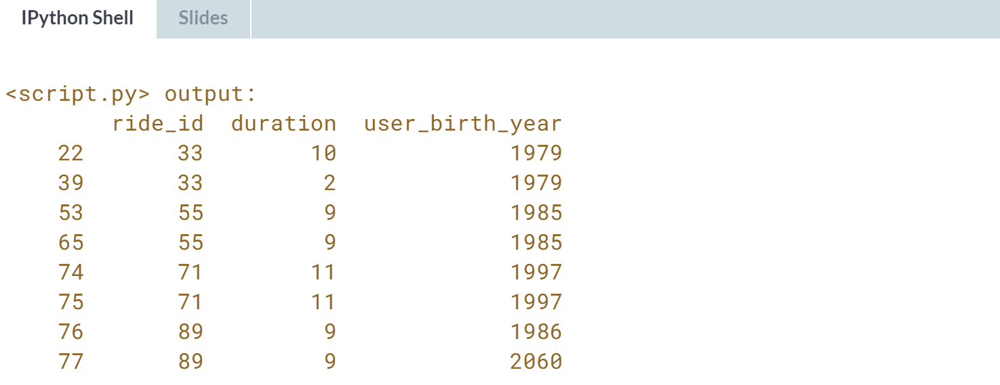 IPython Shell Slides
<script.py> output:
ride_id duration user_birth_year
22 33 10 1979
39 33 2 1979
53 55 9 1985
65 55 9 1985
74 71 11 1997
75 71 11 1997
76 89 9 1986
77 89 9 2060